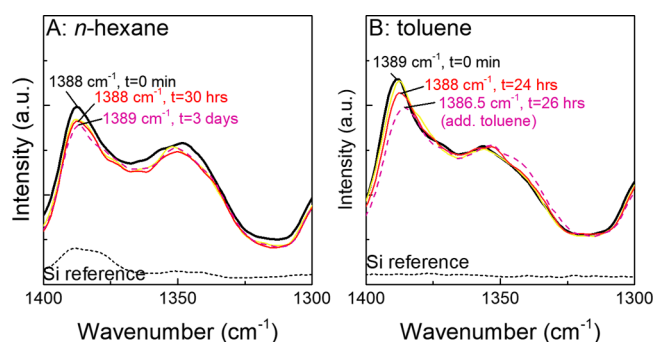 A: n-hexane
1388 cm-1, t=0 min
1388 cm-1, t=30 hrs
1389 cm-1, t=3 days
Si reference
Intensity (a.u.)
1400 1350 1300
Wavenumber (cm-1)
B: toluene
1389 cm-1, t=0 min
1388 cm-1, t=24 hrs
1386.5 cm-1, t=26 hrs
(add. toluene)
Si reference
Intensity (a.u.)
1400 1350 1300
Wavenumber (cm-1)